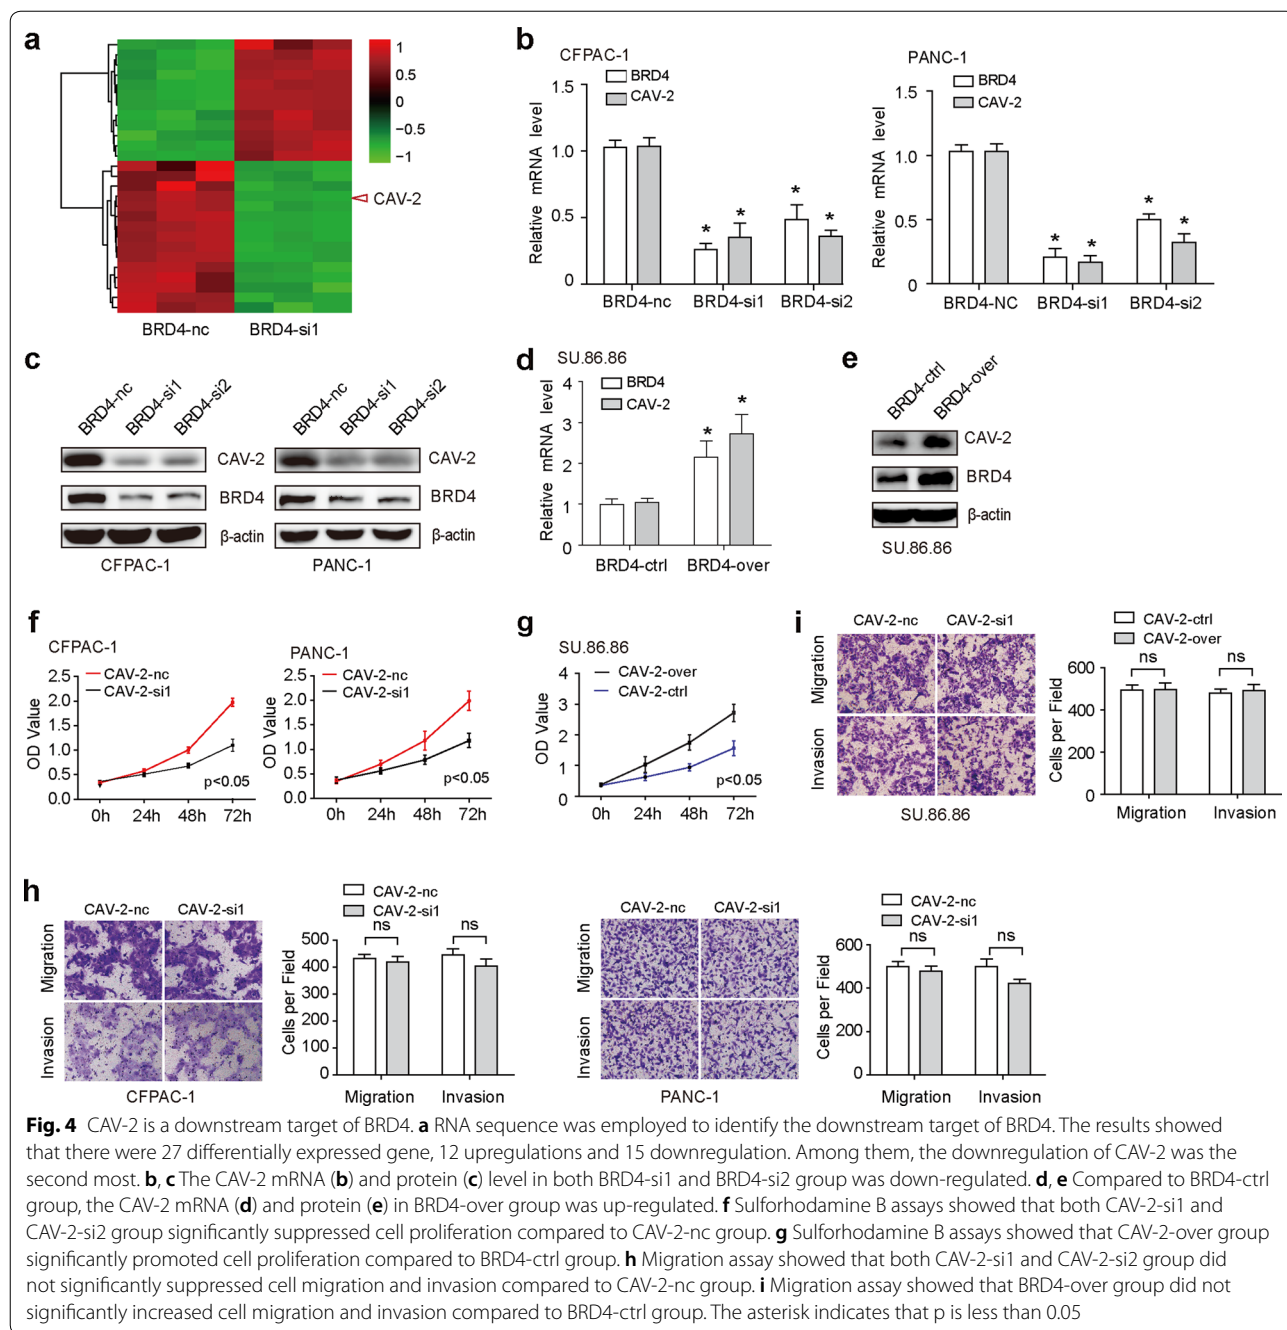 a
1
0.5
0
−0.5
−1
CAV-2
BRD4-nc BRD4-si1
b
CFPAC-1
BRD4
CAV-2
Relative mRNA level
1.5
1.0
0.5
0
* * * *
BRD4-nc BRD4-si1 BRD4-si2
PANC-1
BRD4
CAV-2
Relative mRNA level
1.5
1.0
0.5
0
* * * *
BRD4-NC BRD4-si1 BRD4-si2
c
BRD4-nc BRD4-si1 BRD4-si2
CAV-2
BRD4
β-actin
CFPAC-1
BRD4-nc BRD4-si1 BRD4-si2
CAV-2
BRD4
β-actin
PANC-1
d
SU.86.86
BRD4
CAV-2
Relative mRNA level
4
3
2
1
0
* *
BRD4-ctrl BRD4-over
e
BRD4-ctrl BRD4-over
CAV-2
BRD4
β-actin
SU.86.86
f
CFPAC-1
CAV-2-nc
CAV-2-si1
OD Value
2.5
2.0
1.5
1.0
0.5
0.0
p<0.05
0h 24h 48h 72h
PANC-1
CAV-2-nc
CAV-2-si1
OD Value
2.5
2.0
1.5
1.0
0.5
0.0
p<0.05
0h 24h 48h 72h
g
SU.86.86
CAV-2-over
CAV-2-ctrl
OD Value
4
3
2
1
0
p<0.05
0h 24h 48h 72h
i
CAV-2-nc CAV-2-si1
Migration
Invasion
SU.86.86
CAV-2-ctrl
CAV-2-over
Cells per Field
600
400
200
0
ns ns
Migration Invasion
h
CAV-2-nc CAV-2-si1
Migration
Invasion
CFPAC-1
CAV-2-nc
CAV-2-si1
Cells per Field
500
400
300
200
100
0
ns ns
Migration Invasion
CAV-2-nc CAV-2-si1
Migration
Invasion
PANC-1
CAV-2-nc
CAV-2-si1
Cells per Field
600
400
200
0
ns ns
Migration Invasion
Fig. 4 CAV-2 is a downstream target of BRD4. a RNA sequence was employed to identify the downstream target of BRD4. The results showed
that there were 27 differentially expressed gene, 12 upregulations and 15 downregulation. Among them, the downregulation of CAV-2 was the
second most. b, c The CAV-2 mRNA (b) and protein (c) level in both BRD4-si1 and BRD4-si2 group was down-regulated. d, e Compared to BRD4-ctrl
group, the CAV-2 mRNA (d) and protein (e) in BRD4-over group was up-regulated. f Sulforhodamine B assays showed that both CAV-2-si1 and
CAV-2-si2 group significantly suppressed cell proliferation compared to CAV-2-nc group. g Sulforhodamine B assays showed that CAV-2-over group
significantly promoted cell proliferation compared to BRD4-ctrl group. h Migration assay showed that both CAV-2-si1 and CAV-2-si2 group did
not significantly suppressed cell migration and invasion compared to CAV-2-nc group. i Migration assay showed that BRD4-over group did not
significantly increased cell migration and invasion compared to BRD4-ctrl group. The asterisk indicates that p is less than 0.05